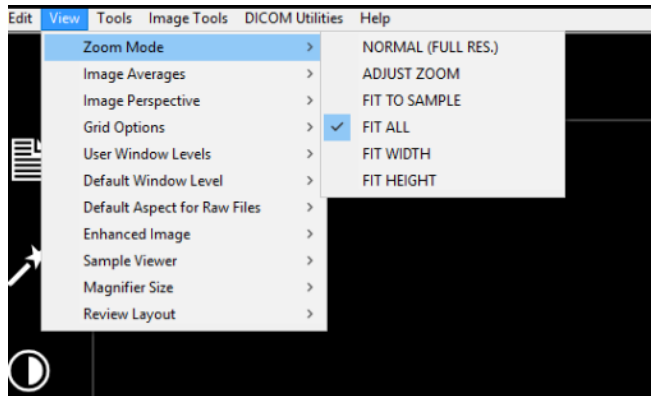 Edit View Tools Image Tools DICOM Utilities Help
Zoom Mode
Image Averages
Image Perspective
Grid Options
User Window Levels
Default Window Level
Default Aspect for Raw Files
Enhanced Image
Sample Viewer
Magnifier Size
Review Layout
NORMAL (FULL RES.)
ADJUST ZOOM
FIT TO SAMPLE
FIT ALL
FIT WIDTH
FIT HEIGHT